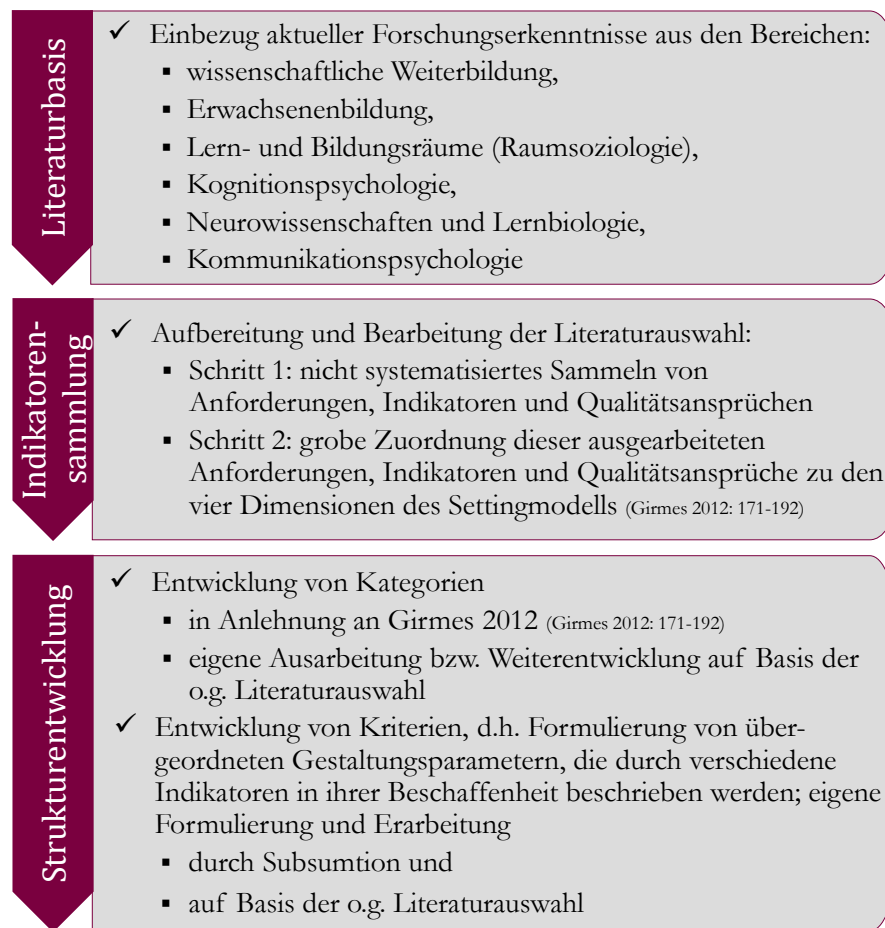 Literaturbasis
✓ Einbezug aktueller Forschungserkenntnisse aus den Bereichen:
▪ wissenschaftliche Weiterbildung,
▪ Erwachsenenbildung,
▪ Lern- und Bildungsräume (Raumsoziologie),
▪ Kognitionspsychologie,
▪ Neurowissenschaften und Lernbiologie,
▪ Kommunikationspsychologie
Indikatoren-
sammlung
✓ Aufbereitung und Bearbeitung der Literaturauswahl:
▪ Schritt 1: nicht systematisiertes Sammeln von
Anforderungen, Indikatoren und Qualitätsansprüchen
▪ Schritt 2: grobe Zuordnung dieser ausgearbeiteten
Anforderungen, Indikatoren und Qualitätsansprüche zu den
vier Dimensionen des Settingmodells (Girmes 2012: 171-192)
Strukturentwicklung
✓ Entwicklung von Kategorien
▪ in Anlehnung an Girmes 2012 (Girmes 2012: 171-192)
▪ eigene Ausarbeitung bzw. Weiterentwicklung auf Basis der
o.g. Literaturauswahl
✓ Entwicklung von Kriterien, d.h. Formulierung von über-
geordneten Gestaltungsparametern, die durch verschiedene
Indikatoren in ihrer Beschaffenheit beschrieben werden; eigene
Formulierung und Erarbeitung
▪ durch Subsumtion und
▪ auf Basis der o.g. Literaturauswahl